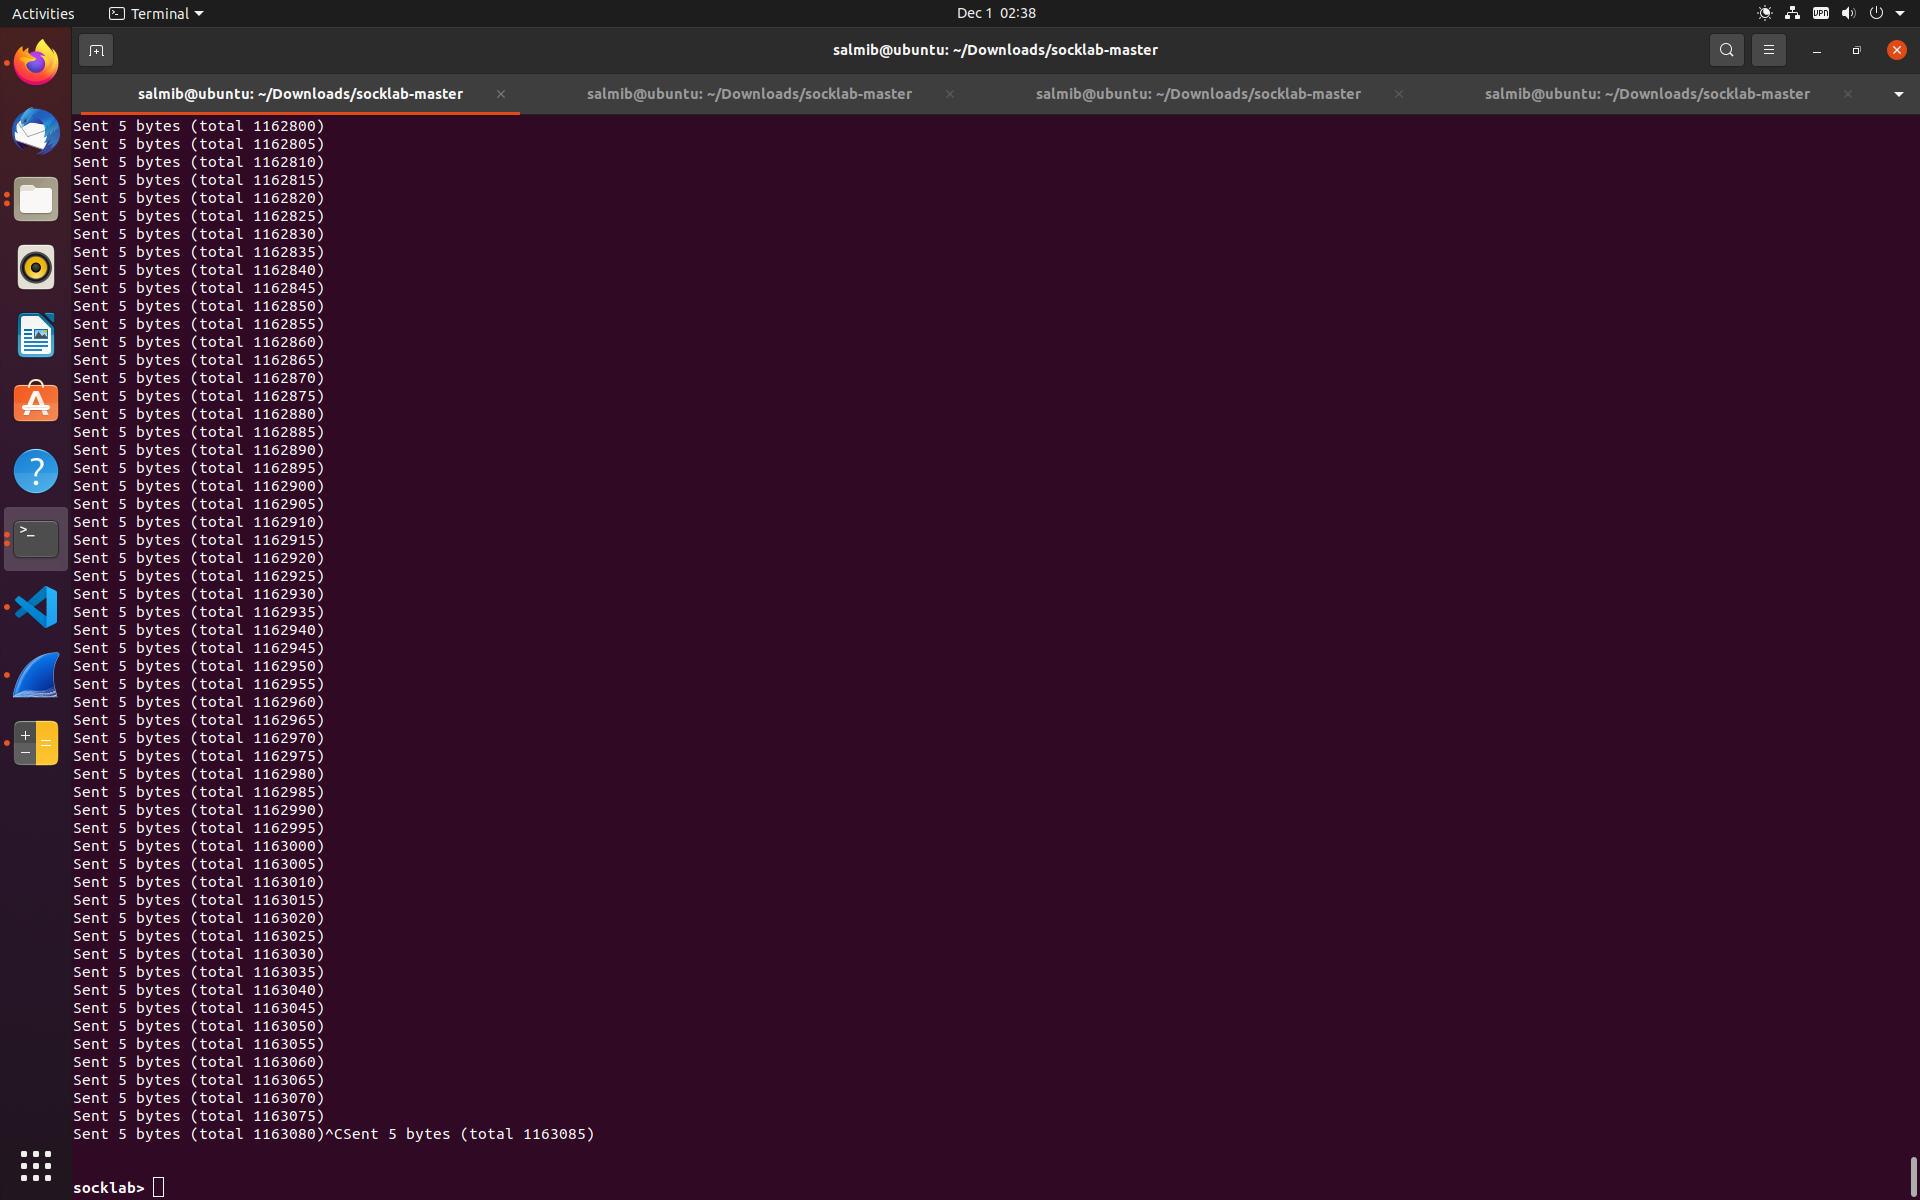 Activities
Terminal
Dec 1 02:38
VPN
salmib@ubuntu: ~/Downloads/socklab-master
salmib@ubuntu: ~/Downloads/socklab-master
salmib@ubuntu: ~/Downloads/socklab-master
salmib@ubuntu: ~/Downloads/socklab-master
salmib@ubuntu: ~/Downloads/socklab-master
Sent 5 bytes (total 1162800)
Sent 5 bytes (total 1162805)
Sent 5 bytes (total 1162810)
Sent 5 bytes (total 1162815)
Sent 5 bytes (total 1162820)
Sent 5 bytes (total 1162825)
Sent 5 bytes (total 1162830)
Sent 5 bytes (total 1162835)
Sent 5 bytes (total 1162840)
Sent 5 bytes (total 1162845)
Sent 5 bytes (total 1162850)
Sent 5 bytes (total 1162855)
Sent 5 bytes (total 1162860)
Sent 5 bytes (total 1162865)
Sent 5 bytes (total 1162870)
Sent 5 bytes (total 1162875)
Sent 5 bytes (total 1162880)
Sent 5 bytes (total 1162885)
Sent 5 bytes (total 1162890)
Sent 5 bytes (total 1162895)
Sent 5 bytes (total 1162900)
Sent 5 bytes (total 1162905)
Sent 5 bytes (total 1162910)
Sent 5 bytes (total 1162915)
Sent 5 bytes (total 1162920)
Sent 5 bytes (total 1162925)
Sent 5 bytes (total 1162930)
Sent 5 bytes (total 1162935)
Sent 5 bytes (total 1162940)
Sent 5 bytes (total 1162945)
Sent 5 bytes (total 1162950)
Sent 5 bytes (total 1162955)
Sent 5 bytes (total 1162960)
Sent 5 bytes (total 1162965)
Sent 5 bytes (total 1162970)
Sent 5 bytes (total 1162975)
Sent 5 bytes (total 1162980)
Sent 5 bytes (total 1162985)
Sent 5 bytes (total 1162990)
Sent 5 bytes (total 1162995)
Sent 5 bytes (total 1163000)
Sent 5 bytes (total 1163005)
Sent 5 bytes (total 1163010)
Sent 5 bytes (total 1163015)
Sent 5 bytes (total 1163020)
Sent 5 bytes (total 1163025)
Sent 5 bytes (total 1163030)
Sent 5 bytes (total 1163035)
Sent 5 bytes (total 1163040)
Sent 5 bytes (total 1163045)
Sent 5 bytes (total 1163050)
Sent 5 bytes (total 1163055)
Sent 5 bytes (total 1163060)
Sent 5 bytes (total 1163065)
Sent 5 bytes (total 1163070)
Sent 5 bytes (total 1163075)
Sent 5 bytes (total 1163080)^CSent 5 bytes (total 1163085)
socklab>